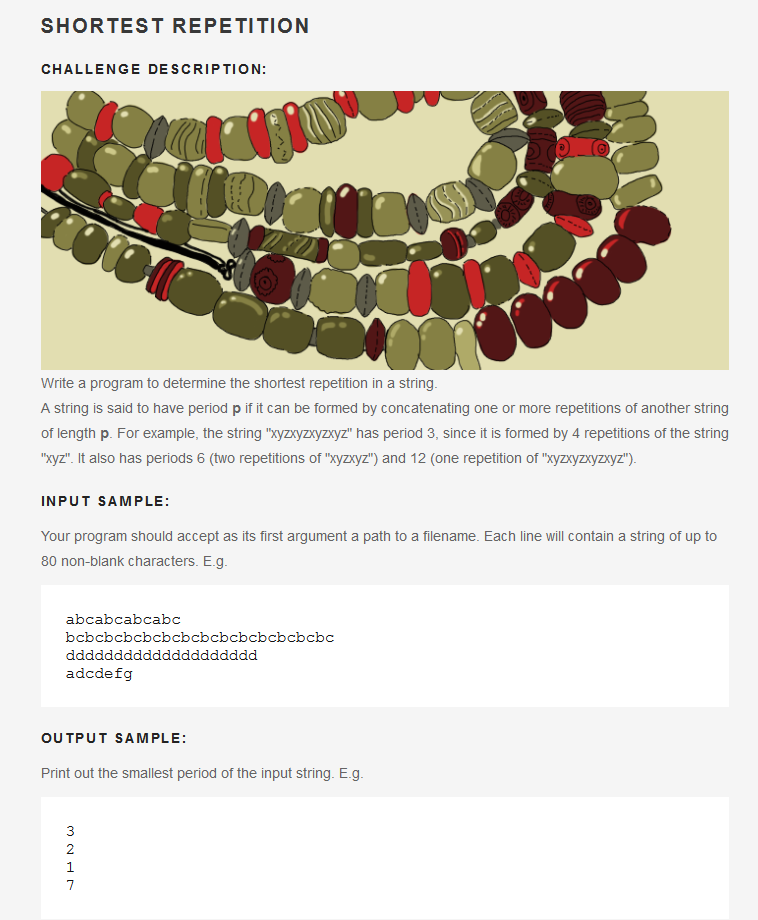 SHORTEST REPETITION
CHALLENGE DESCRIPTION:
Write a program to determine the shortest repetition in a string.
A string is said to have period p if it can be formed by concatenating one or more repetitions of another string
of length p. For example, the string "xyzxyzxyzxyz" has period 3, since it is formed by 4 repetitions of the string
"xyz". It also has periods 6 (two repetitions of "xyzxyz") and 12 (one repetition of "xyzxyzxyzxyz").
INPUT SAMPLE:
Your program should accept as its first argument a path to a filename. Each line will contain a string of up to
80 non-blank characters. E.g.
abcabcabcabc
bcbcbcbcbcbcbcbcbcbcbcbcbcbc
dddddddddddddddddddd
adcdefg
OUTPUT SAMPLE:
Print out the smallest period of the input string. E.g.
3
2
1
7